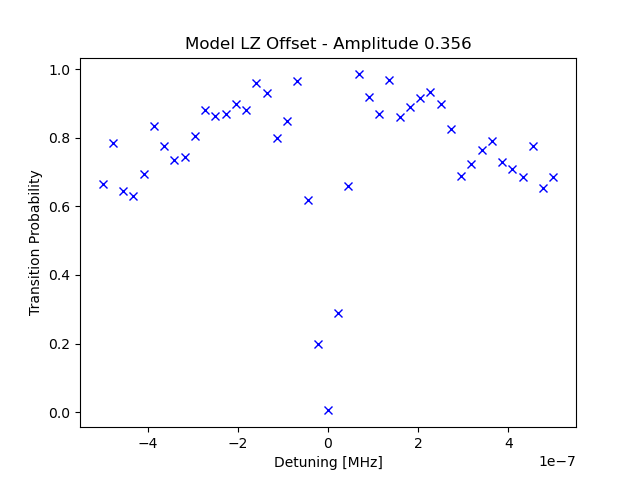 Model LZ Offset - Amplitude 0.356
1.0
0.8
0.6
0.4
0.2
0.0
Transition Probability
−4
−2
0
2
4
1e−7
Detuning [MHz]